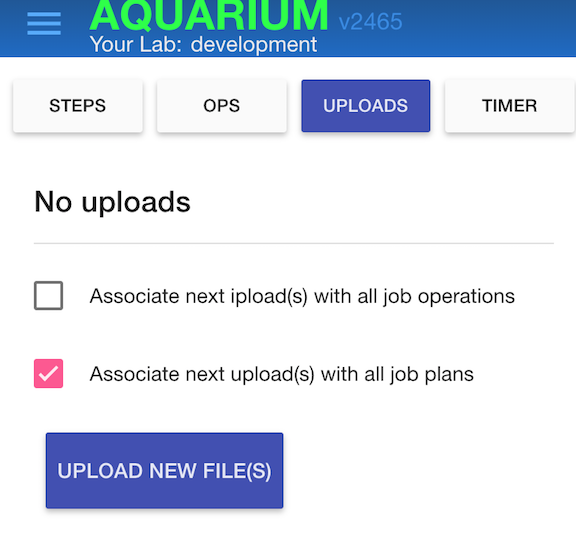 AQUARIUM v2465
Your Lab: development
STEPS OPS UPLOADS TIMER
No uploads
Associate next ipload(s) with all job operations
Associate next upload(s) with all job plans
UPLOAD NEW FILE(S)